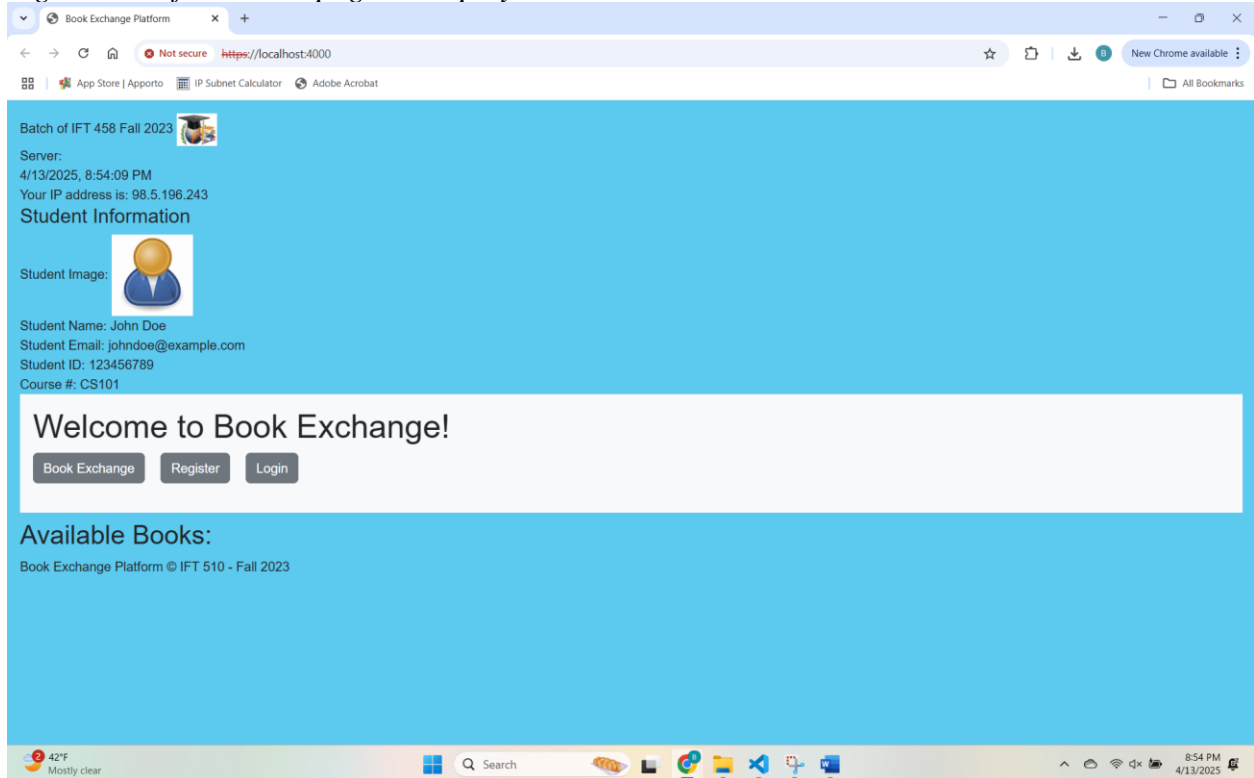 Book Exchange Platform
Not secure https://localhost:4000
New Chrome available
B
App Store | Apporto IP Subnet Calculator Adobe Acrobat
All Bookmarks
Batch of IFT 458 Fall 2023
Server:
4/13/2025, 8:54:09 PM
Your IP address is: 98.5.196.243
Student Information
Student Image:
Student Name: John Doe
Student Email: johndoe@example.com
Student ID: 123456789
Course #: CS101
Welcome to Book Exchange!
Book Exchange Register Login
Available Books:
Book Exchange Platform © IFT 510 - Fall 2023
2
42°F
Mostly clear
Search
8:54 PM
4/13/2025